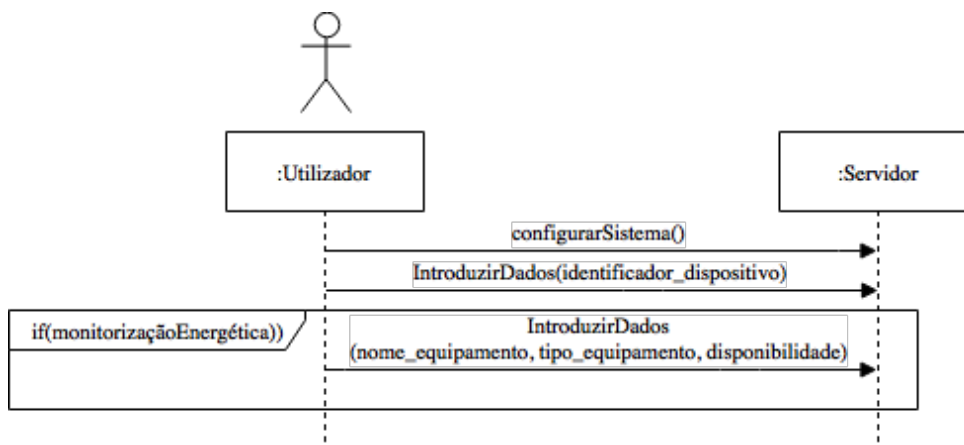 :Utilizador
:Servidor
configurarSistema()
IntroduzirDados(identificador_dispositivo)
if(monitorizaçãoEnergética))
IntroduzirDados
(nome_equipamento, tipo_equipamento, disponibilidade)